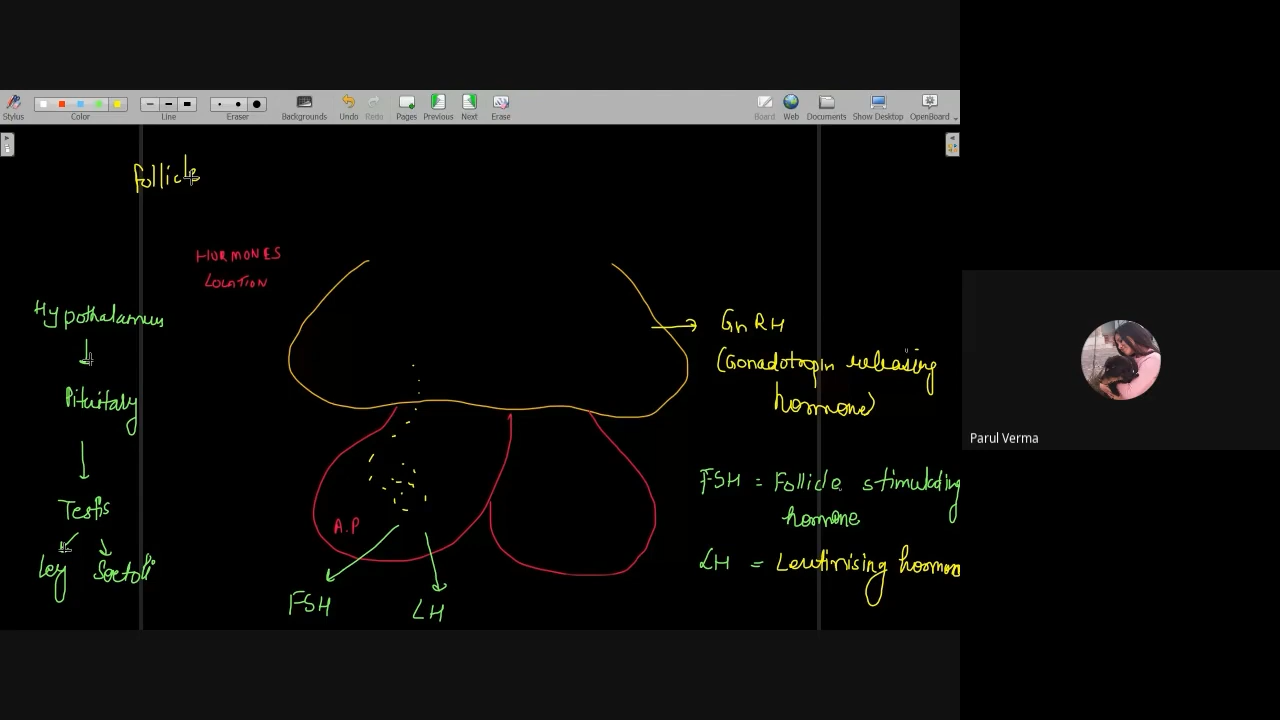 Stylus
Color
Line
Eraser
Backgrounds
Undo
Redo
Pages
Previous
Next
Erase
Board
Web
Documents
Show Desktop
OpenBoard
Follicle
HORMONES
LOCATION
Hypothalamus
Pituitary
Testis
Ley
Sertoli
A.P
FSH
LH
GnRH
(Gonadotropin releasing
hormone)
FSH = Follicle stimulating
hormone
LH = Leutinising hormon
Parul Verma